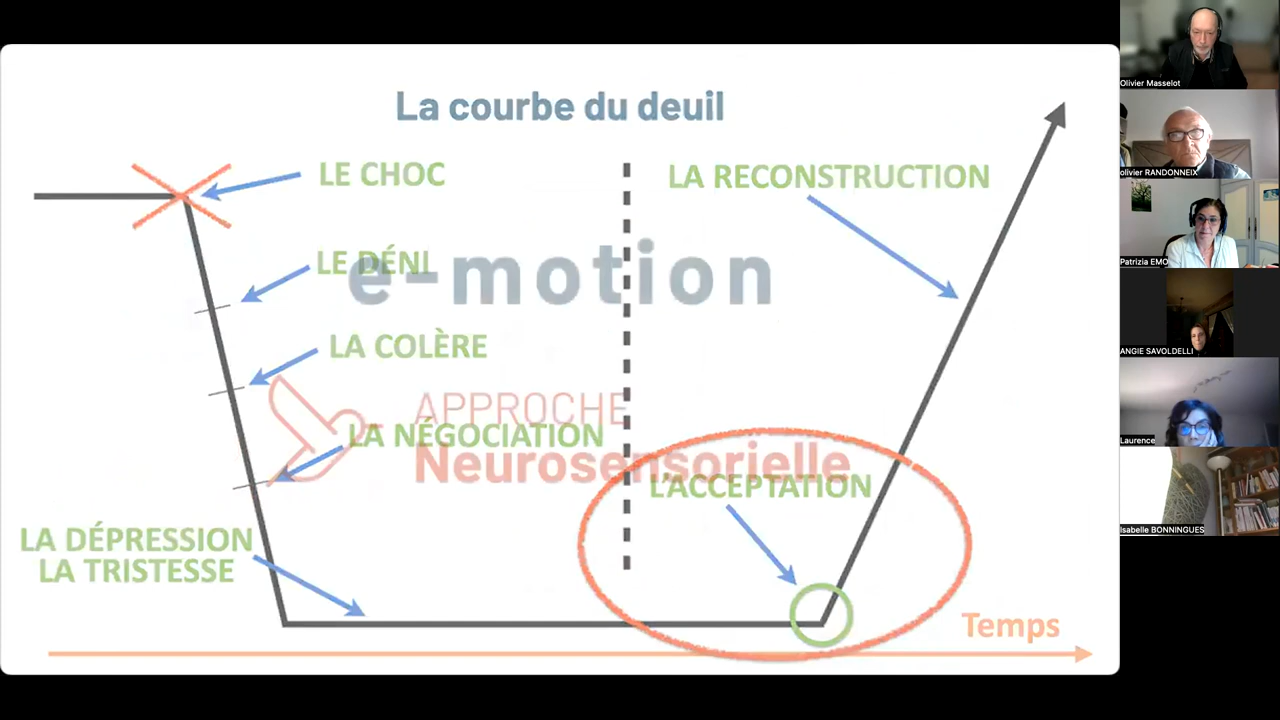 La courbe du deuil
LE CHOC
LA RECONSTRUCTION
LE DÉNI
e-motion
LA COLÈRE
APPROCHE
LA NÉGOCIATION
Neurosensorielle
L'ACCEPTATION
LA DÉPRESSION
LA TRISTESSE
Temps
Olivier Masselot
olivier RANDONNEIX
Patrizia EMO
ANGIE SAVOLDELLI
Laurence
Isabelle BONNINGUES